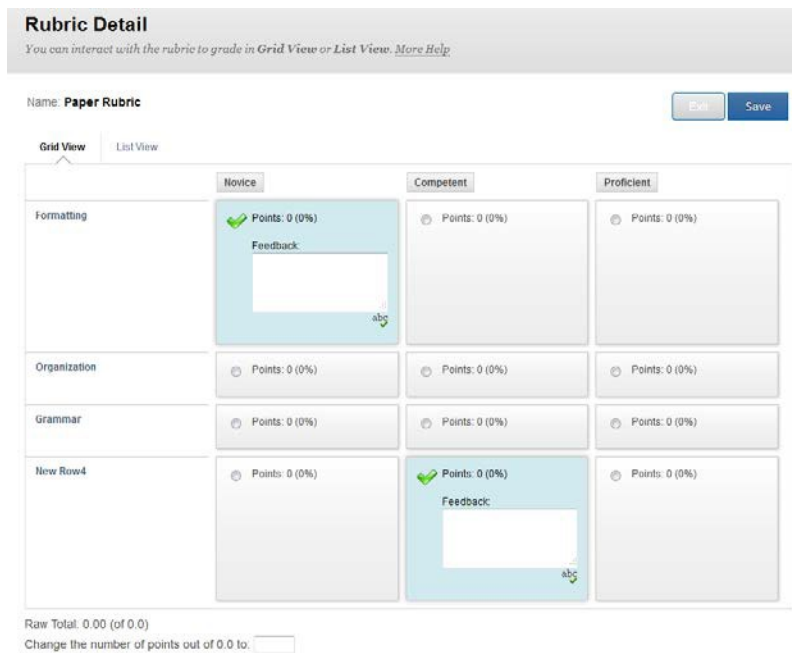 Rubric Detail
You can interact with the rubric to grade in Grid View or List View. More Help
Name: Paper Rubric
Exit Save
Grid View List View
Novice Competent Proficient
Formatting Points: 0 (0%) Points: 0 (0%) Points: 0 (0%)
Feedback:
abc
Organization Points: 0 (0%) Points: 0 (0%) Points: 0 (0%)
Grammar Points: 0 (0%) Points: 0 (0%) Points: 0 (0%)
New Row4 Points: 0 (0%) Points: 0 (0%) Points: 0 (0%)
Feedback:
abc
Raw Total: 0.00 (of 0.0)
Change the number of points out of 0.0 to: